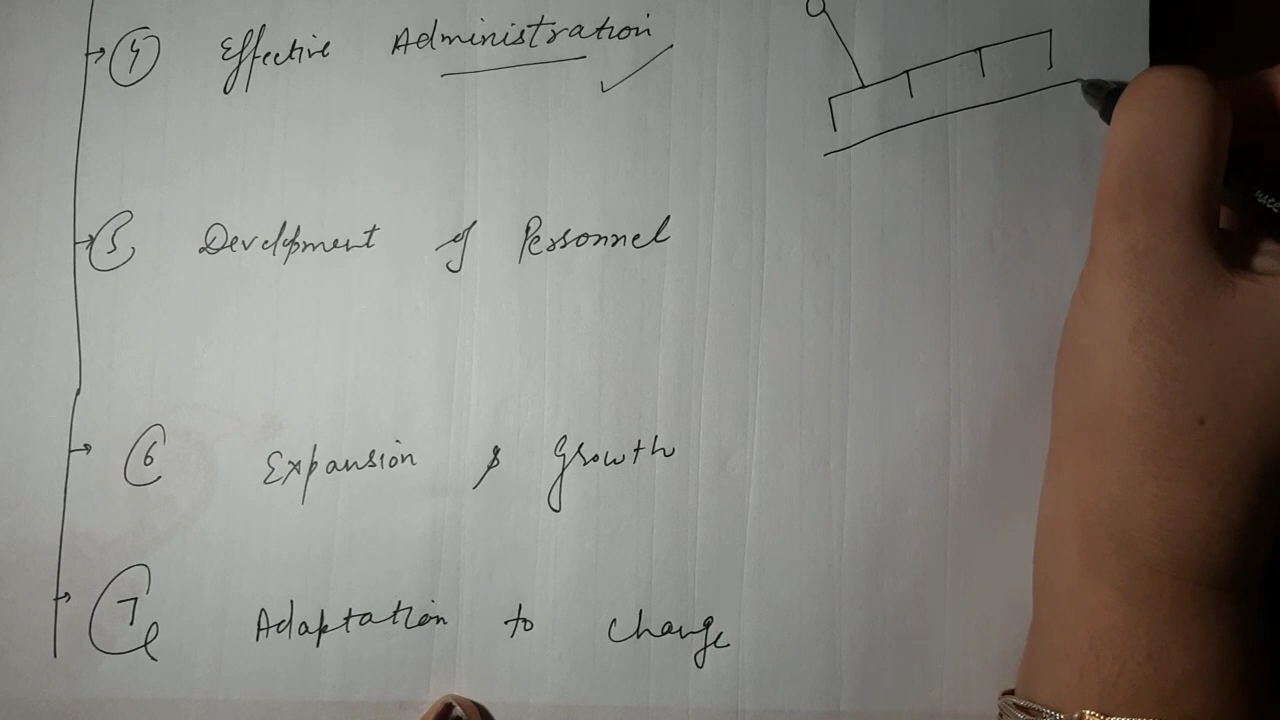 4 Effective Administration
5 Development of Personnel
6 Expansion & Growth
7 Adaptation to change